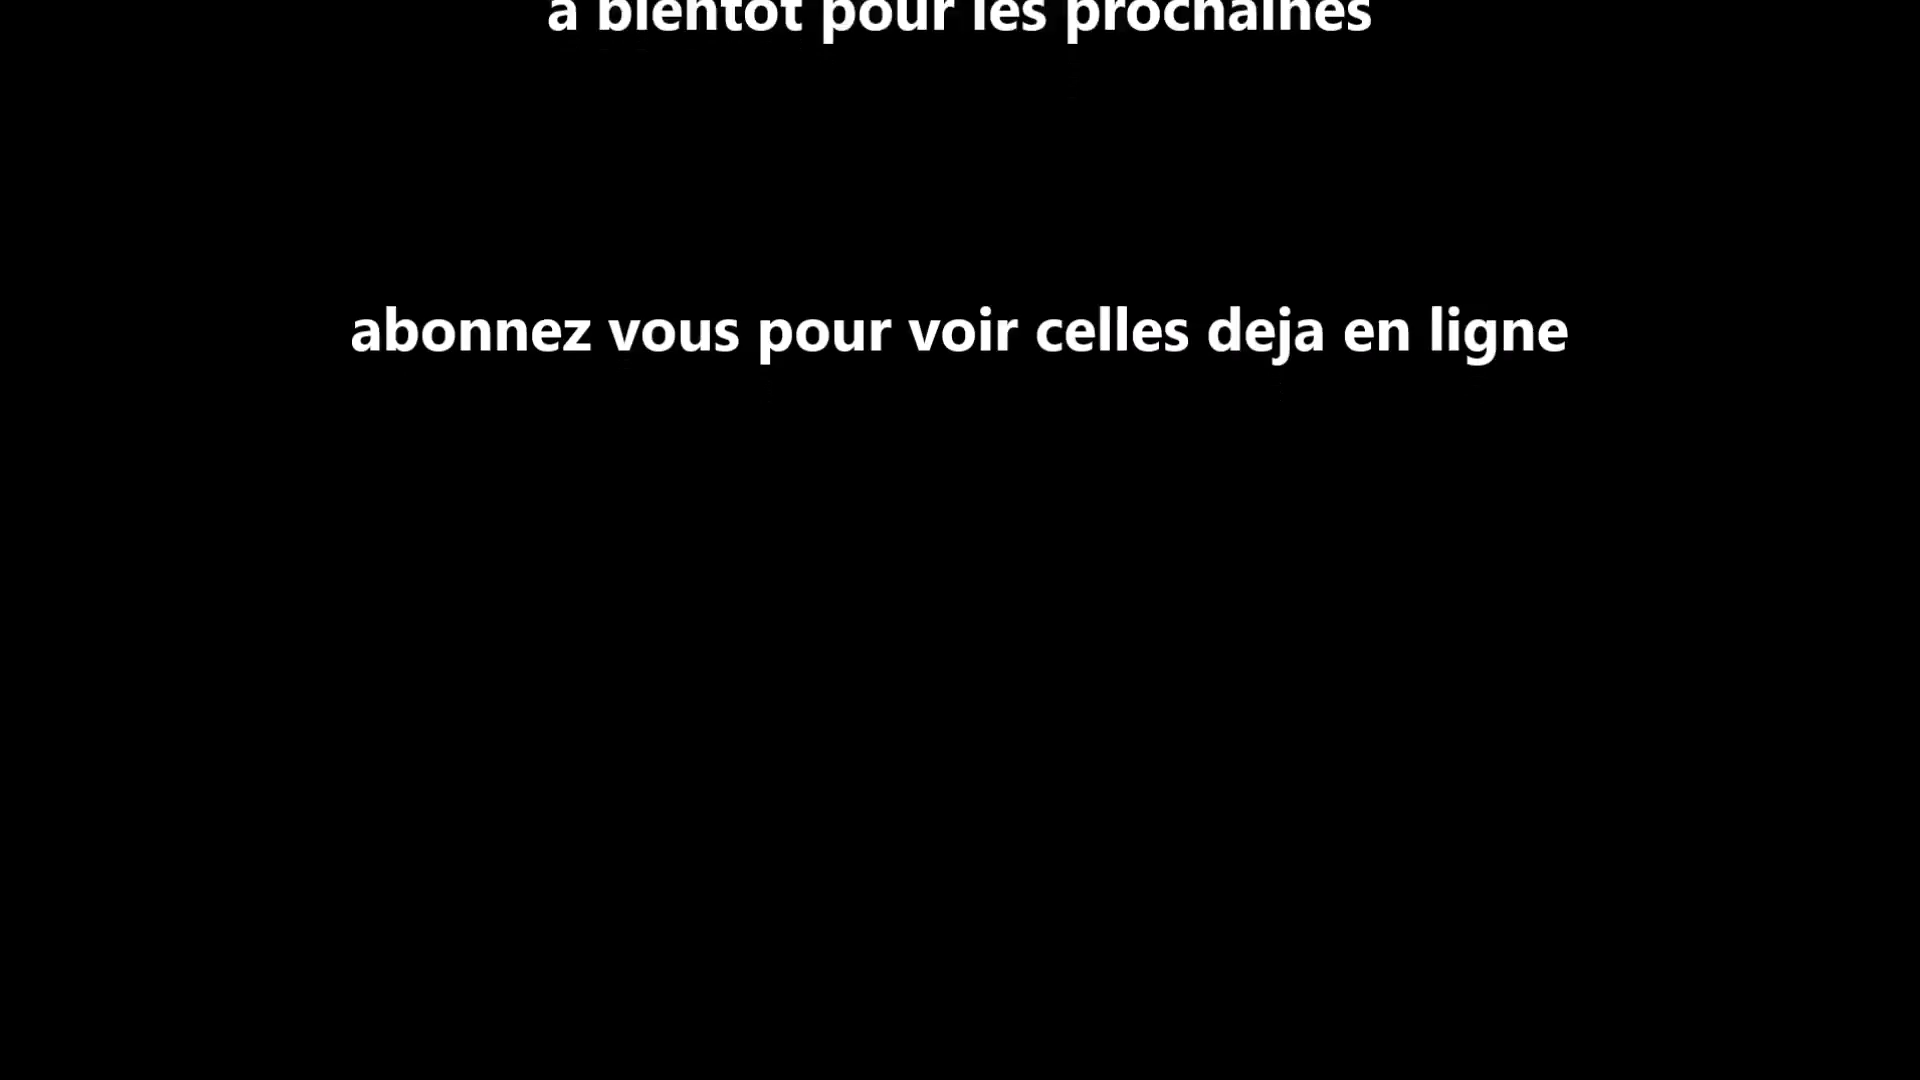 a bientot pour les prochaines
abonnez vous pour voir celles deja en ligne